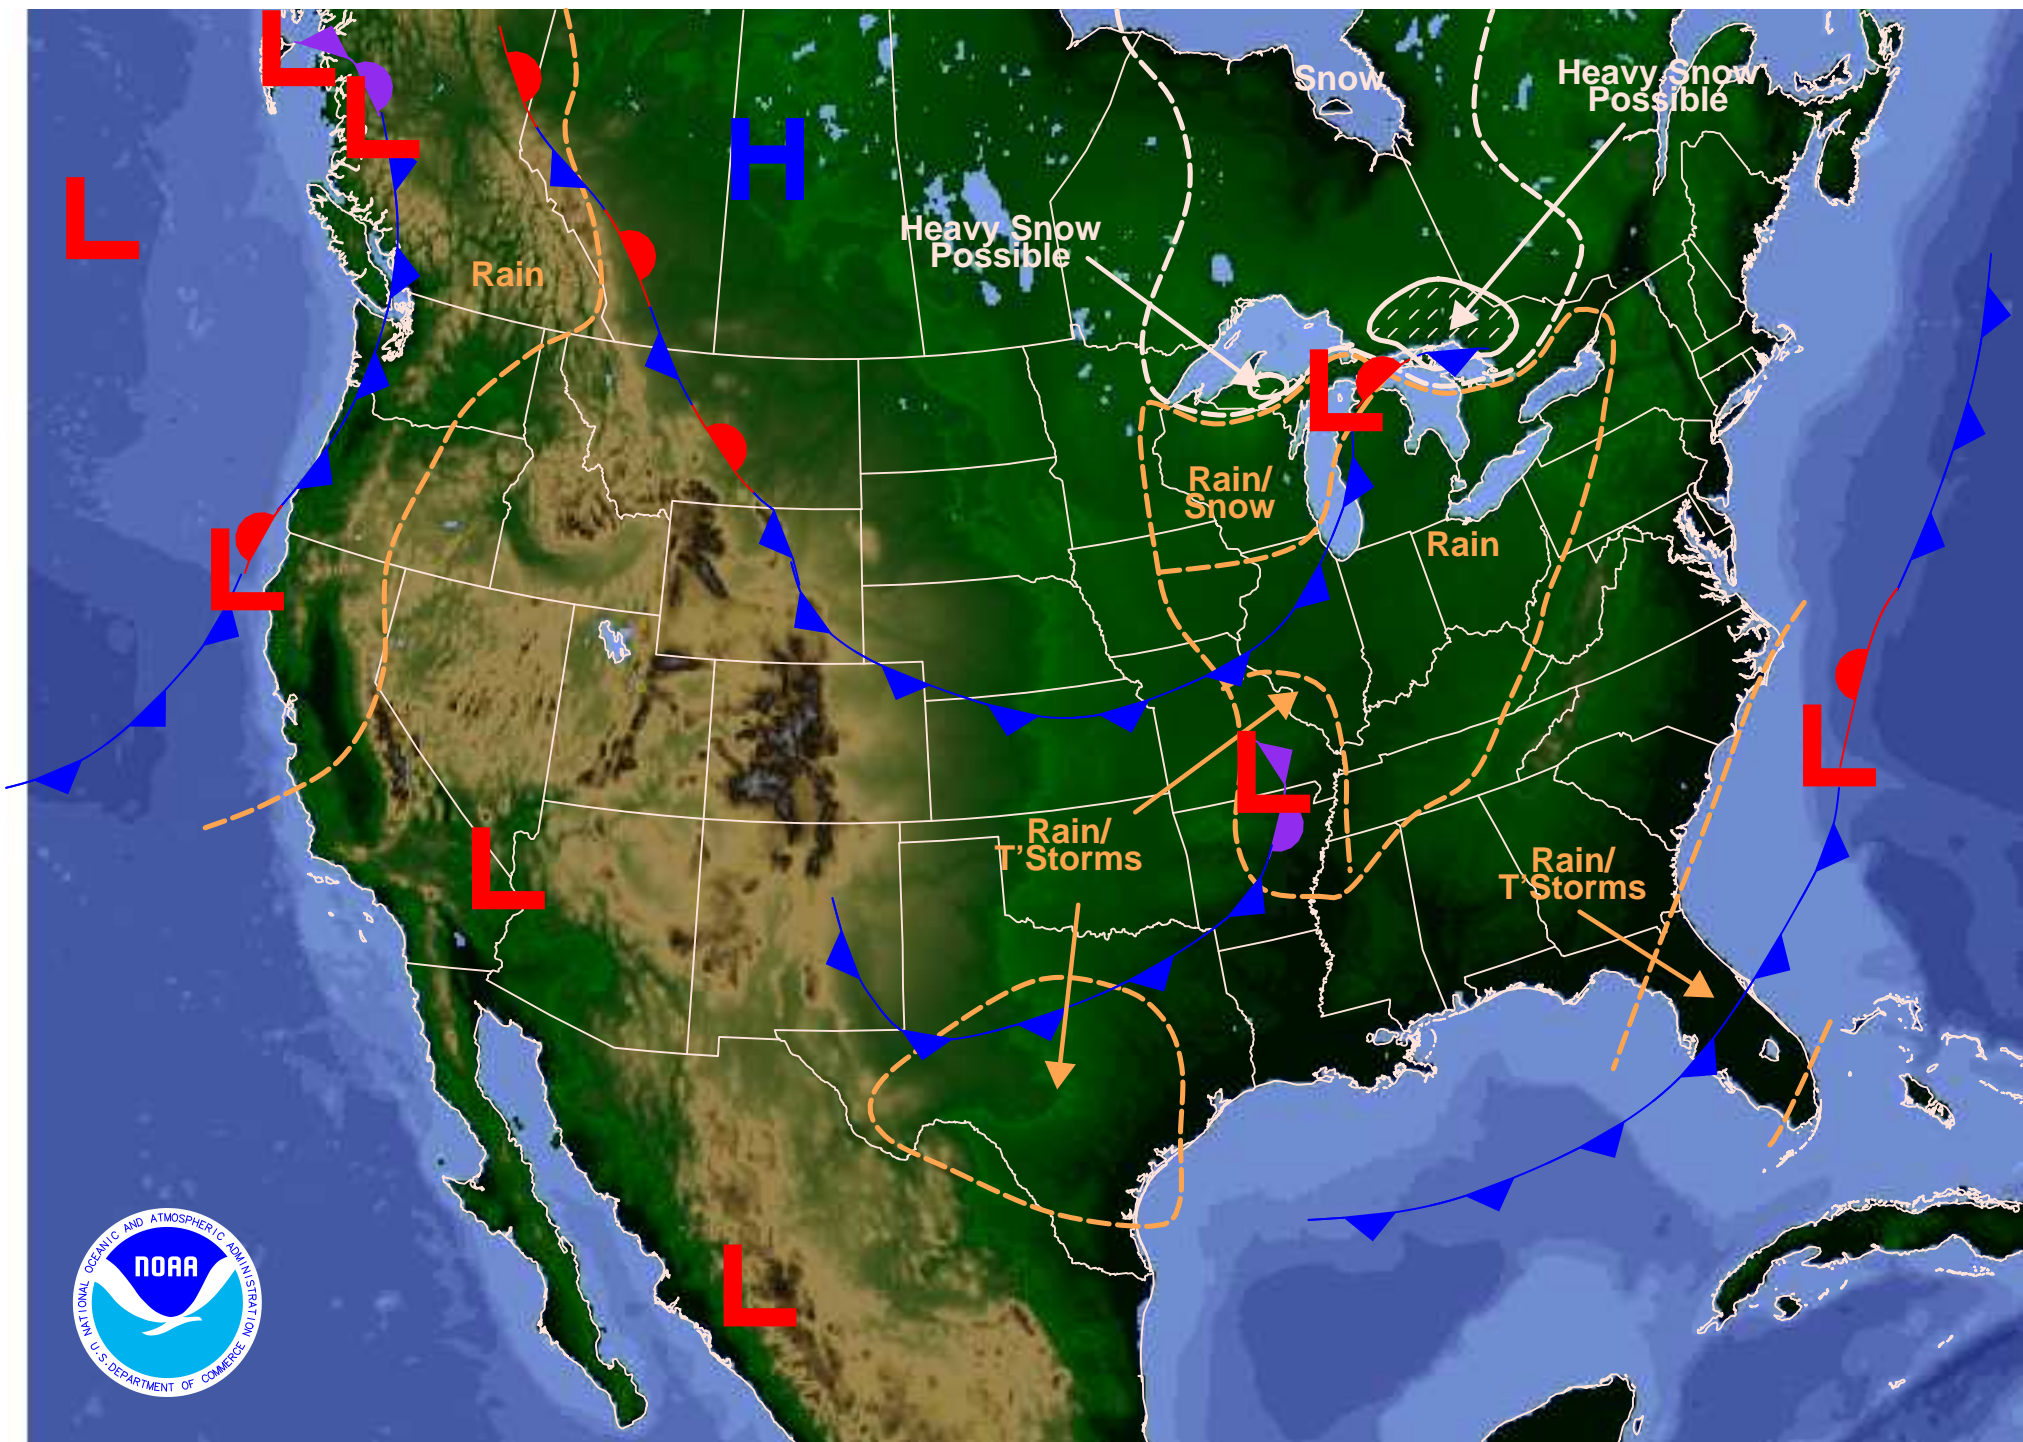 L
L
L
H
Snow
Heavy Snow
Possible
Heavy Snow
Possible
Rain
L
Rain/
Snow
Rain
L
L
L
Rain/
T'Storms
Rain/
T'Storms
L
L
NOAA
NATIONAL OCEANIC AND ATMOSPHERIC ADMINISTRATION
U.S. DEPARTMENT OF COMMERCE